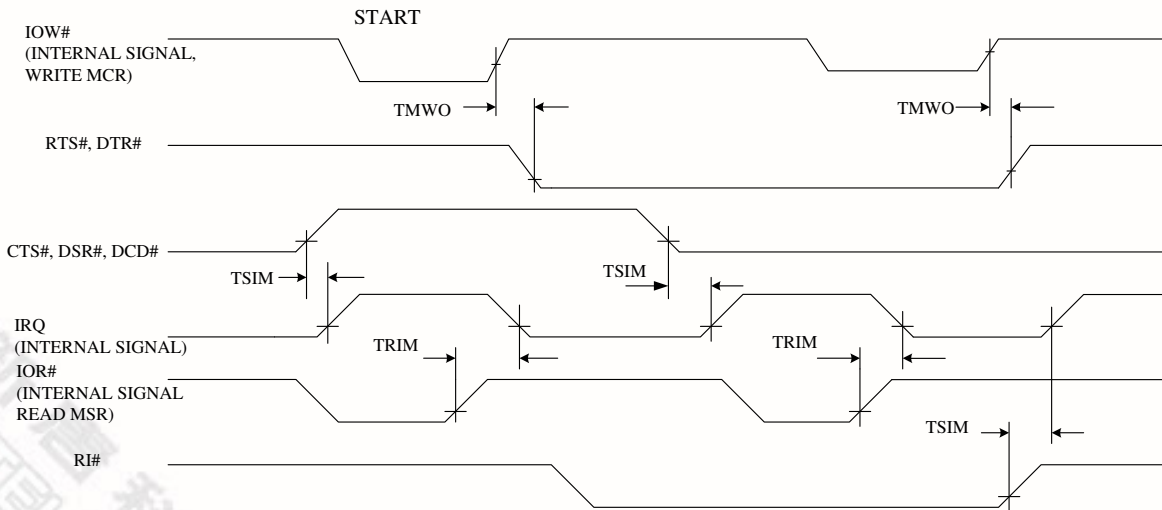 START
IOW#
(INTERNAL SIGNAL,
WRITE MCR)
TMWO
TMWO
RTS#, DTR#
CTS#, DSR#, DCD#
TSIM
TSIM
IRQ
(INTERNAL SIGNAL)
TRIM
TRIM
IOR#
(INTERNAL SIGNAL
READ MSR)
TSIM
RI#